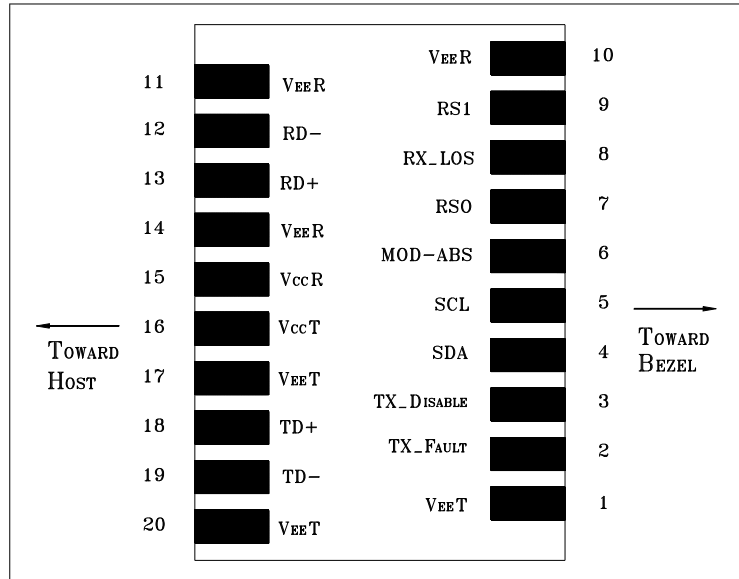 11 VEER
12 RD-
13 RD+
14 VEER
15 VCCR
16 VCCT
17 VEET
18 TD+
19 TD-
20 VEET
TOWARD
HOST
VEER 10
RS1 9
RX_LOS 8
RS0 7
MOD-ABS 6
SCL 5
SDA 4
TX_DISABLE 3
TX_FAULT 2
VEET 1
TOWARD
BEZEL